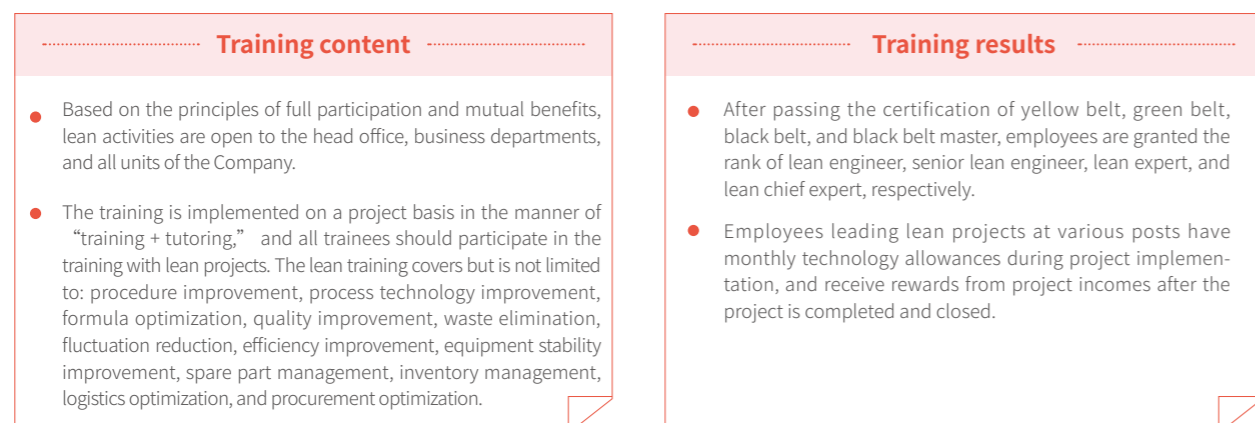 Training content
Based on the principles of full participation and mutual benefits,
lean activities are open to the head office, business departments,
and all units of the Company.
The training is implemented on a project basis in the manner of
“training + tutoring,” and all trainees should participate in the
training with lean projects. The lean training covers but is not limited
to: procedure improvement, process technology improvement,
formula optimization, quality improvement, waste elimination,
fluctuation reduction, efficiency improvement, equipment stability
improvement, spare part management, inventory management,
logistics optimization, and procurement optimization.
Training results
After passing the certification of yellow belt, green belt,
black belt, and black belt master, employees are granted the
rank of lean engineer, senior lean engineer, lean expert, and
lean chief expert, respectively.
Employees leading lean projects at various posts have
monthly technology allowances during project implemen-
tation, and receive rewards from project incomes after the
project is completed and closed.